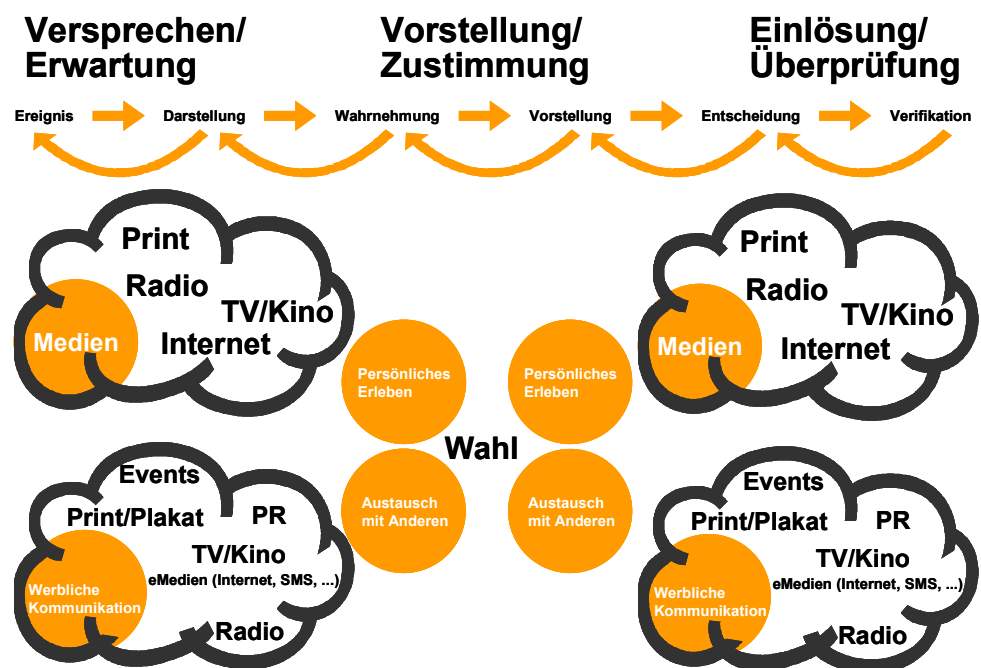 Versprechen/
Erwartung
Vorstellung/
Zustimmung
Einlösung/
Überprüfung
Ereignis
Darstellung
Wahrnehmung
Vorstellung
Entscheidung
Verifikation
Print
Radio
TV/Kino
Medien
Internet
Persönliches
Erleben
Persönliches
Erleben
Print
Radio
TV/Kino
Medien
Internet
Wahl
Events
Print/Plakat
PR
TV/Kino
eMedien (Internet, SMS, ...)
Werbliche
Kommunikation
Radio
Austausch
mit Anderen
Austausch
mit Anderen
Events
Print/Plakat
PR
TV/Kino
eMedien (Internet, SMS, ...)
Werbliche
Kommunikation
Radio